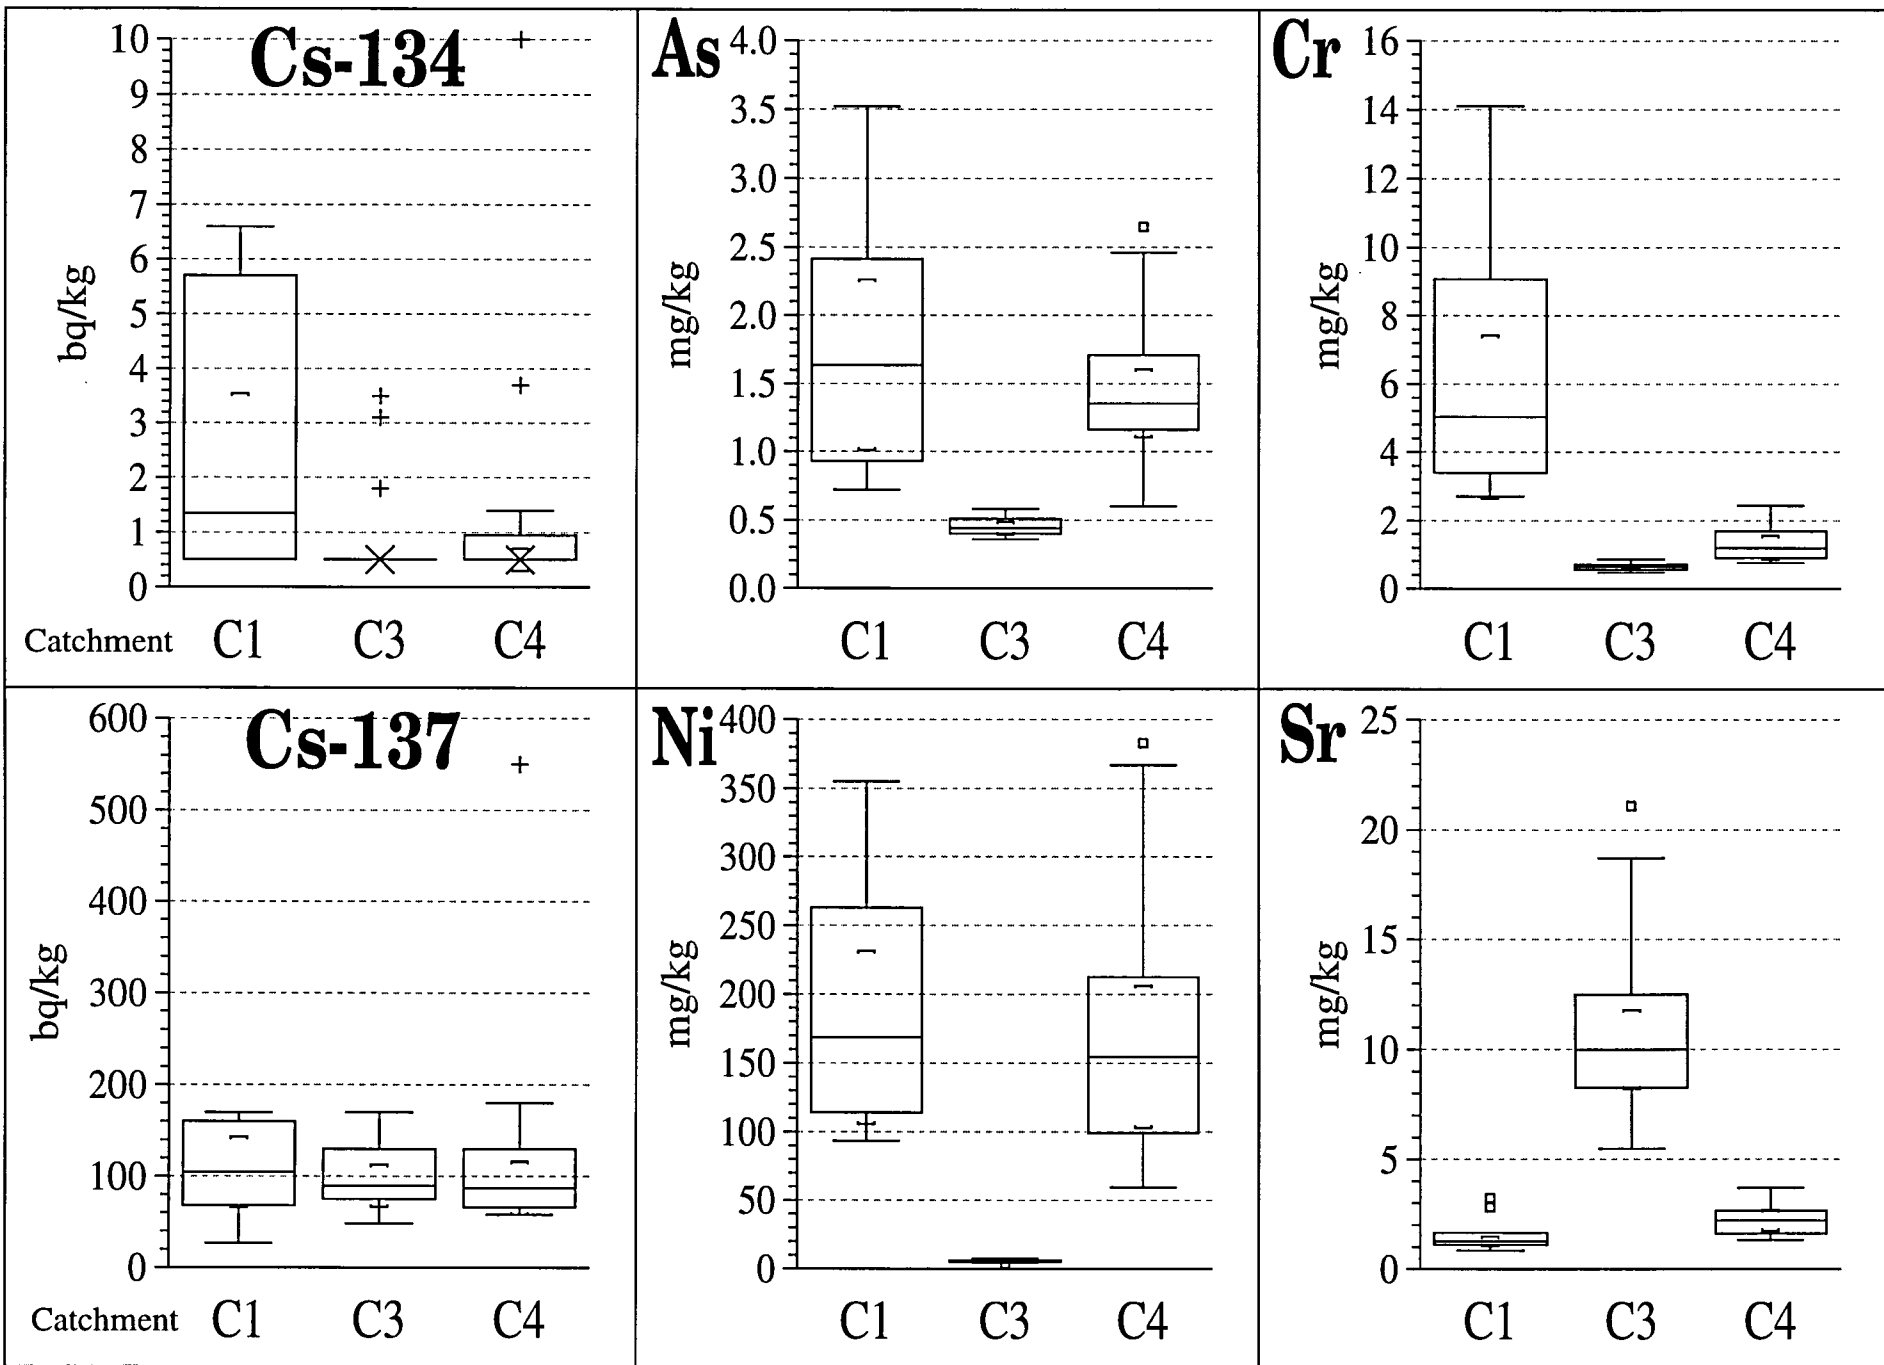 Cs-134
10
9
8
7
6
5
4
3
2
1
0
bq/kg
Catchment C1 C3 C4
As
4.0
3.5
3.0
2.5
2.0
1.5
1.0
0.5
0.0
mg/kg
C1 C3 C4
Cr
16
14
12
10
8
6
4
2
0
mg/kg
C1 C3 C4
Cs-137
600
500
400
300
200
100
0
bq/kg
Catchment C1 C3 C4
Ni
400
350
300
250
200
150
100
50
0
mg/kg
C1 C3 C4
Sr
25
20
15
10
5
0
mg/kg
C1 C3 C4